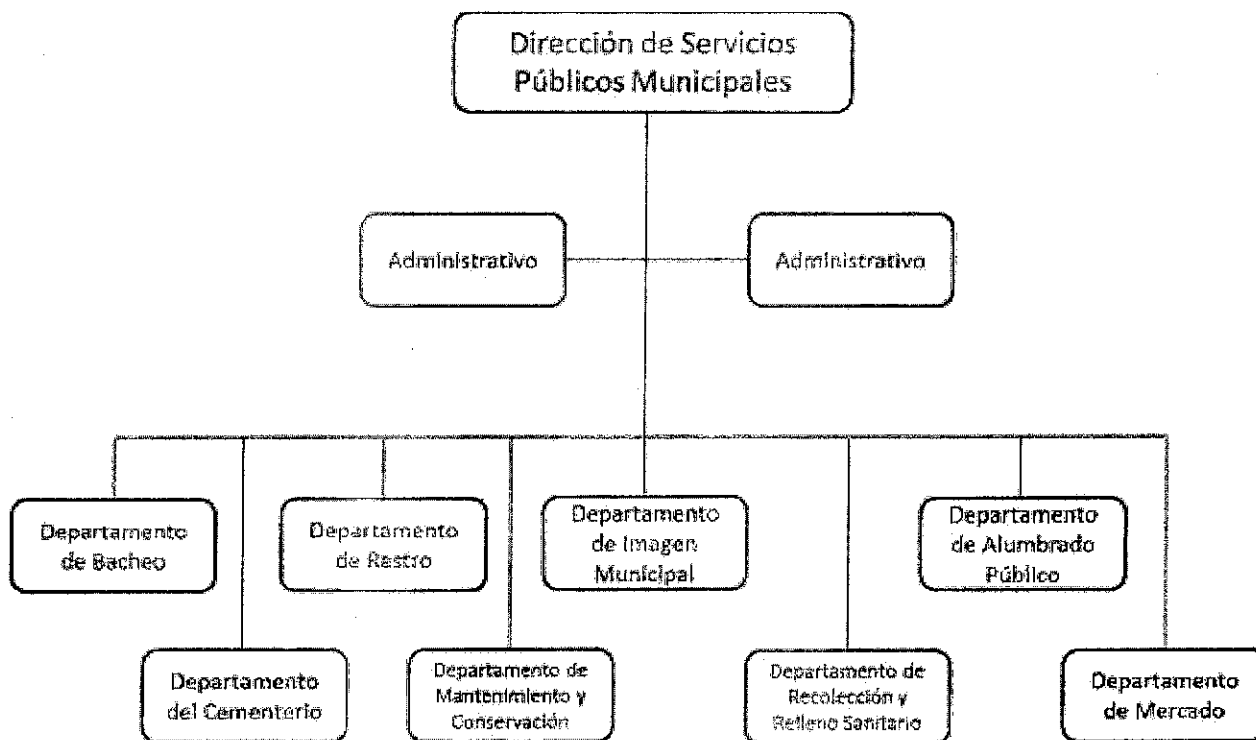 Dirección de Servicios
Públicos Municipales
Administrativo
Administrativo
Departamento
de Bacheo
Departamento
de Rastro
Departamento
de Imagen
Municipal
Departamento
de Alumbrado
Público
Departamento
del Cementerio
Departamento de
Mantenimiento y
Conservación
Departamento de
Recolección y
Relleno Sanitario
Departamento
de Mercado